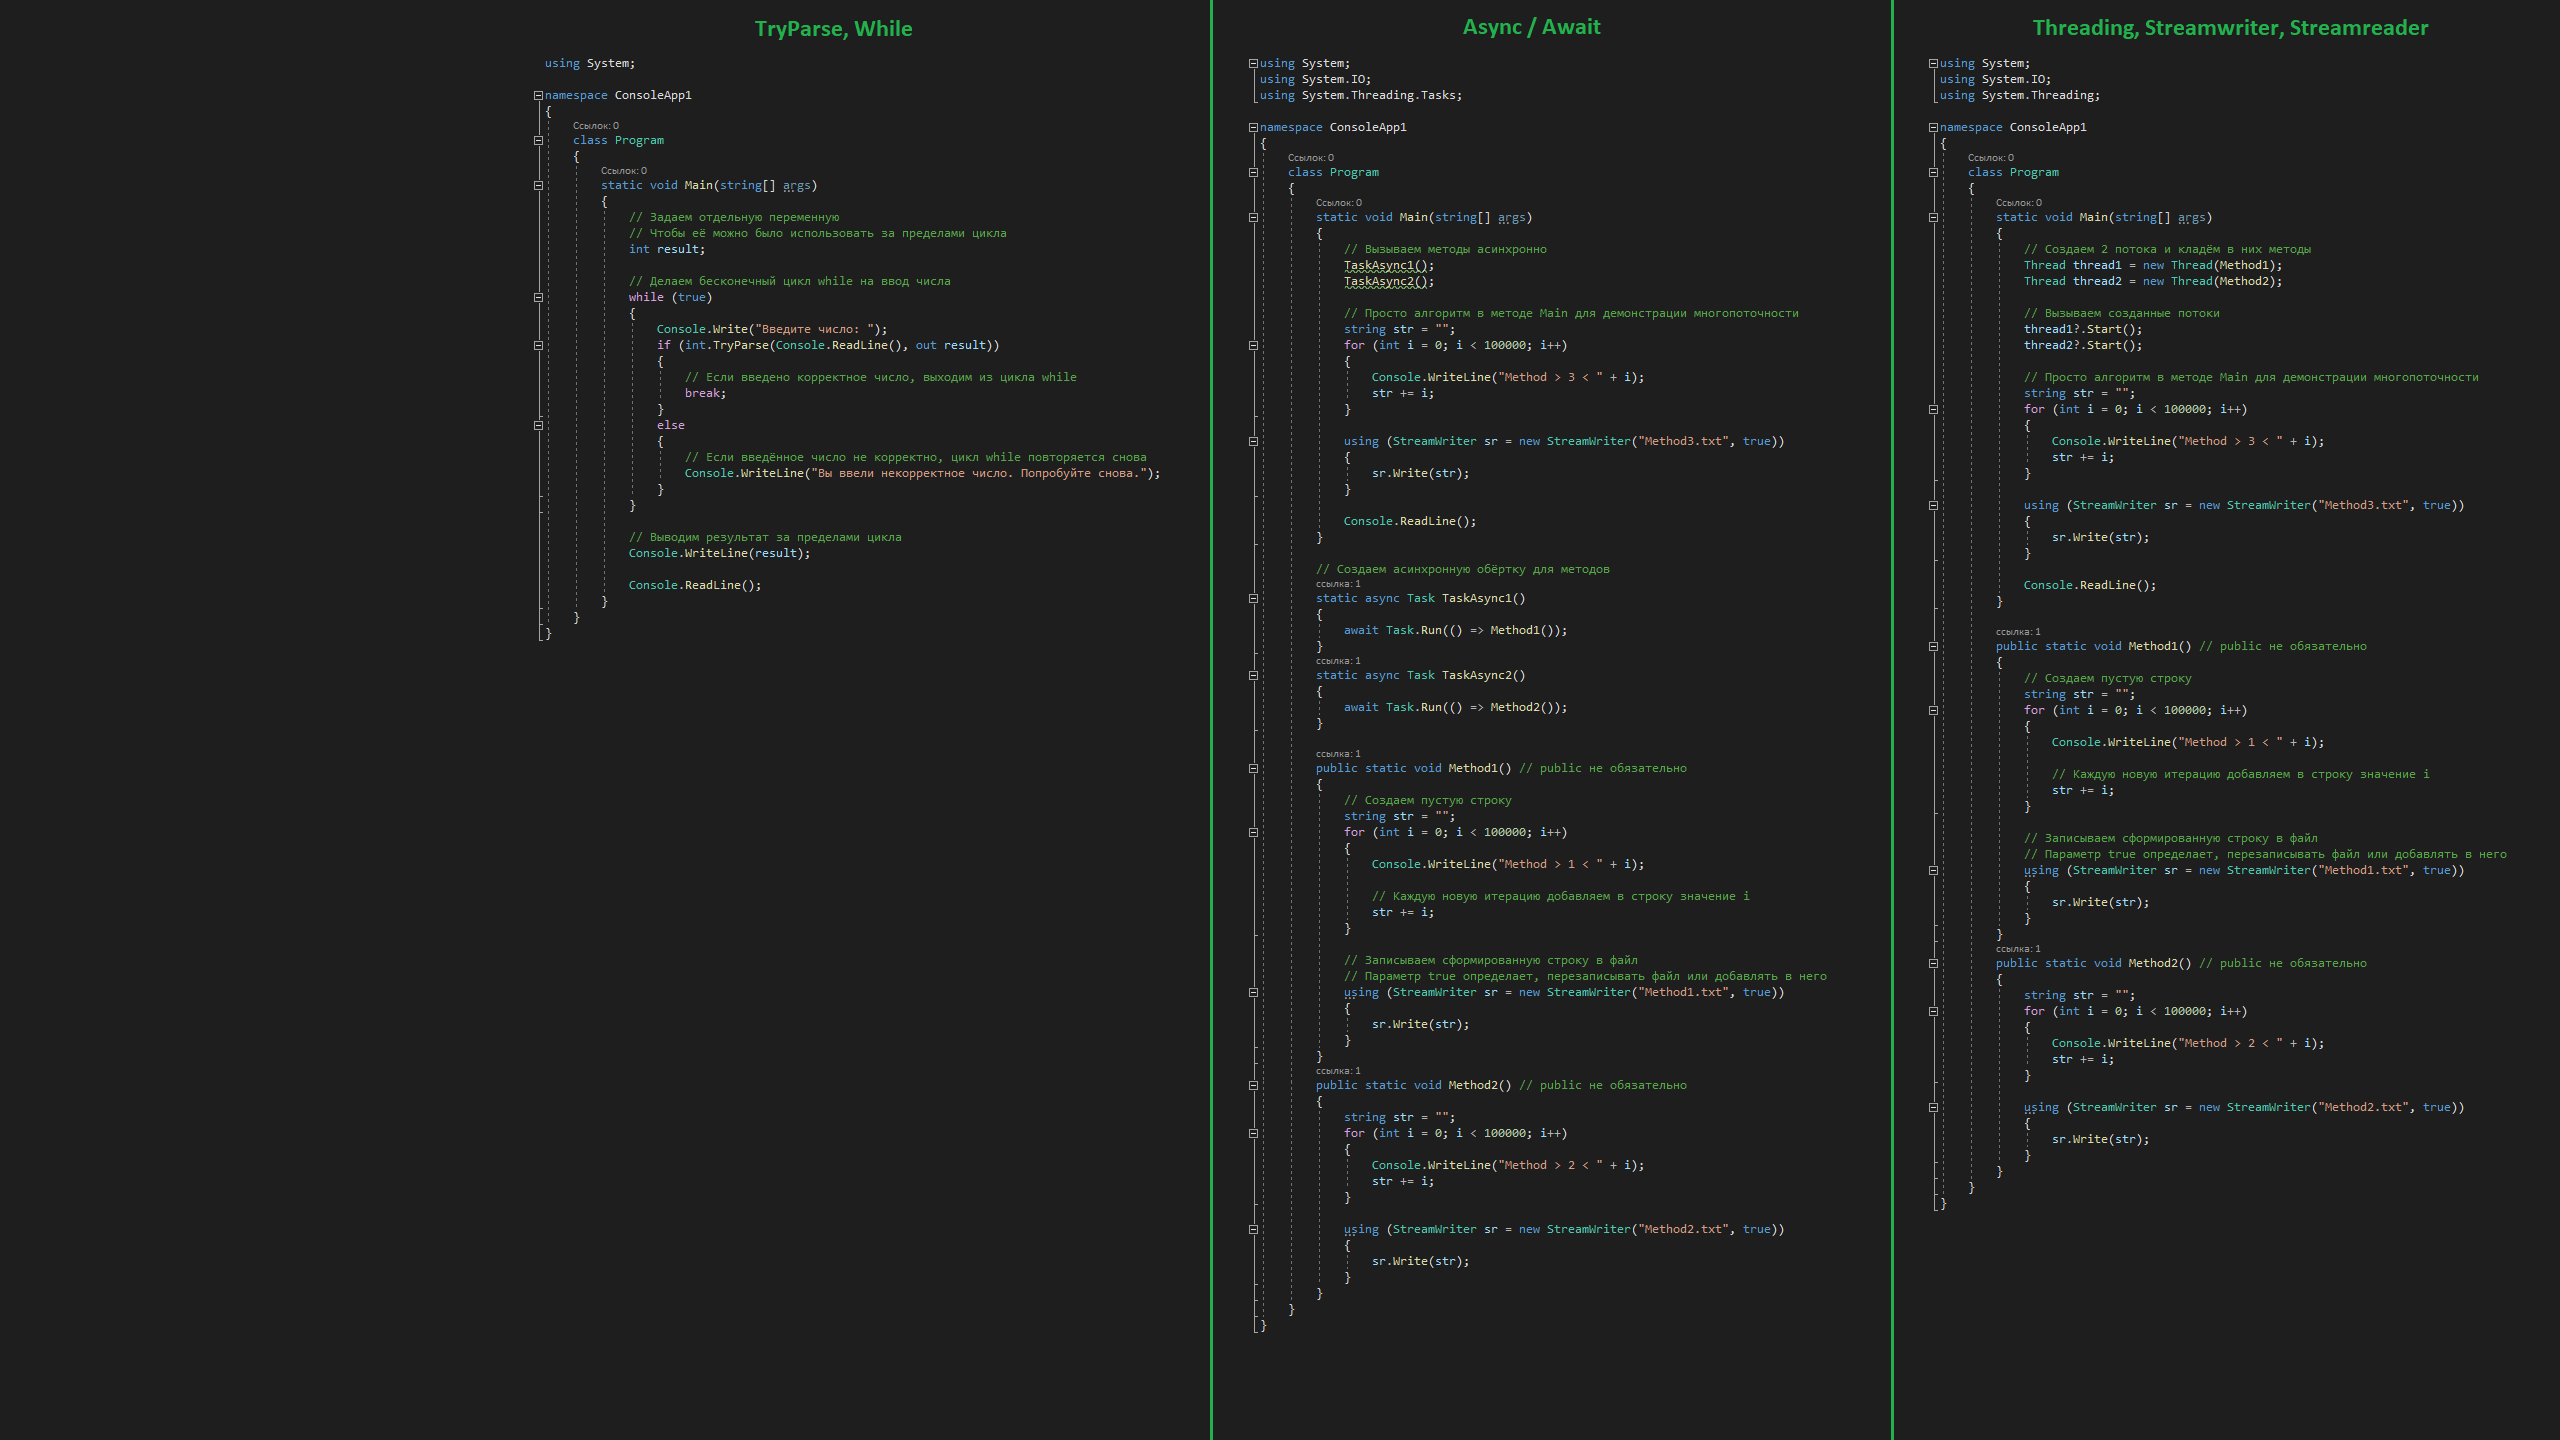 TryParse, While
using System;
namespace ConsoleApp1
{
Ссылок: 0
class Program
{
Ссылок: 0
static void Main(string[] args)
{
// Задаем отдельную переменную
// Чтобы её можно было использовать за пределами цикла
int result;
// Делаем бесконечный цикл while на ввод числа
while (true)
{
Console.Write("Введите число: ");
if (int.TryParse(Console.ReadLine(), out result))
{
// Если введено корректное число, выходим из цикла while
break;
}
else
{
// Если введённое число не корректно, цикл while повторяется снова
Console.WriteLine("Вы ввели некорректное число. Попробуйте снова.");
}
}
// Выводим результат за пределами цикла
Console.WriteLine(result);
Console.ReadLine();
}
}
}
Async / Await
using System;
using System.IO;
using System.Threading.Tasks;
namespace ConsoleApp1
{
Ссылок: 0
class Program
{
Ссылок: 0
static void Main(string[] args)
{
// Вызываем методы асинхронно
TaskAsync1();
TaskAsync2();
// Просто алгоритм в методе Main для демонстрации многопоточности
string str = "";
for (int i = 0; i < 100000; i++)
{
Console.WriteLine("Method > 3 < " + i);
str += i;
}
using (StreamWriter sr = new StreamWriter("Method3.txt", true))
{
sr.Write(str);
}
Console.ReadLine();
}
// Создаем асинхронную обёртку для методов
ссылка: 1
static async Task TaskAsync1()
{
await Task.Run(() => Method1());
}
ссылка: 1
static async Task TaskAsync2()
{
await Task.Run(() => Method2());
}
ссылка: 1
public static void Method1() // public не обязательно
{
// Создаем пустую строку
string str = "";
for (int i = 0; i < 100000; i++)
{
Console.WriteLine("Method > 1 < " + i);
// Каждую новую итерацию добавляем в строку значение i
str += i;
}
// Записываем сформированную строку в файл
// Параметр true определяет, перезаписывать файл или добавлять в него
using (StreamWriter sr = new StreamWriter("Method1.txt", true))
{
sr.Write(str);
}
}
ссылка: 1
public static void Method2() // public не обязательно
{
string str = "";
for (int i = 0; i < 100000; i++)
{
Console.WriteLine("Method > 2 < " + i);
str += i;
}
using (StreamWriter sr = new StreamWriter("Method2.txt", true))
{
sr.Write(str);
}
}
}
}
Threading, Streamwriter, Streamreader
using System;
using System.IO;
using System.Threading;
namespace ConsoleApp1
{
Ссылок: 0
class Program
{
Ссылок: 0
static void Main(string[] args)
{
// Создаем 2 потока и кладём в них методы
Thread thread1 = new Thread(Method1);
Thread thread2 = new Thread(Method2);
// Вызываем созданные потоки
thread1?.Start();
thread2?.Start();
// Просто алгоритм в методе Main для демонстрации многопоточности
string str = "";
for (int i = 0; i < 100000; i++)
{
Console.WriteLine("Method > 3 < " + i);
str += i;
}
using (StreamWriter sr = new StreamWriter("Method3.txt", true))
{
sr.Write(str);
}
Console.ReadLine();
}
ссылка: 1
public static void Method1() // public не обязательно
{
// Создаем пустую строку
string str = "";
for (int i = 0; i < 100000; i++)
{
Console.WriteLine("Method > 1 < " + i);
// Каждую новую итерацию добавляем в строку значение i
str += i;
}
// Записываем сформированную строку в файл
// Параметр true определяет, перезаписывать файл или добавлять в него
using (StreamWriter sr = new StreamWriter("Method1.txt", true))
{
sr.Write(str);
}
}
ссылка: 1
public static void Method2() // public не обязательно
{
string str = "";
for (int i = 0; i < 100000; i++)
{
Console.WriteLine("Method > 2 < " + i);
str += i;
}
using (StreamWriter sr = new StreamWriter("Method2.txt", true))
{
sr.Write(str);
}
}
}
}